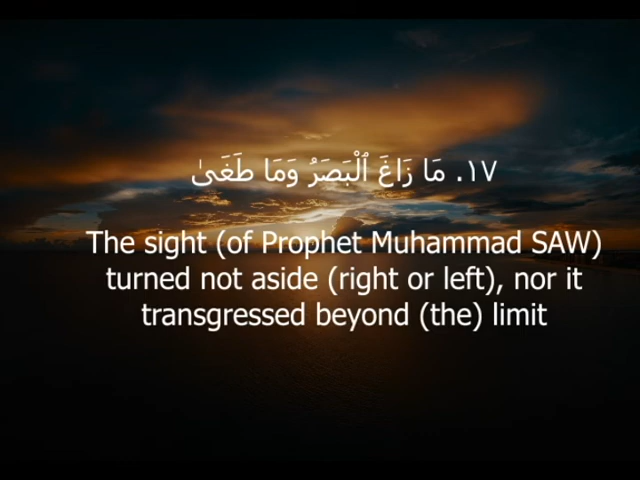 ١٧. مَا زَاغَ ٱلْبَصَرُ وَمَا طَغَىٰ
The sight (of Prophet Muhammad SAW)
turned not aside (right or left), nor it
transgressed beyond (the) limit